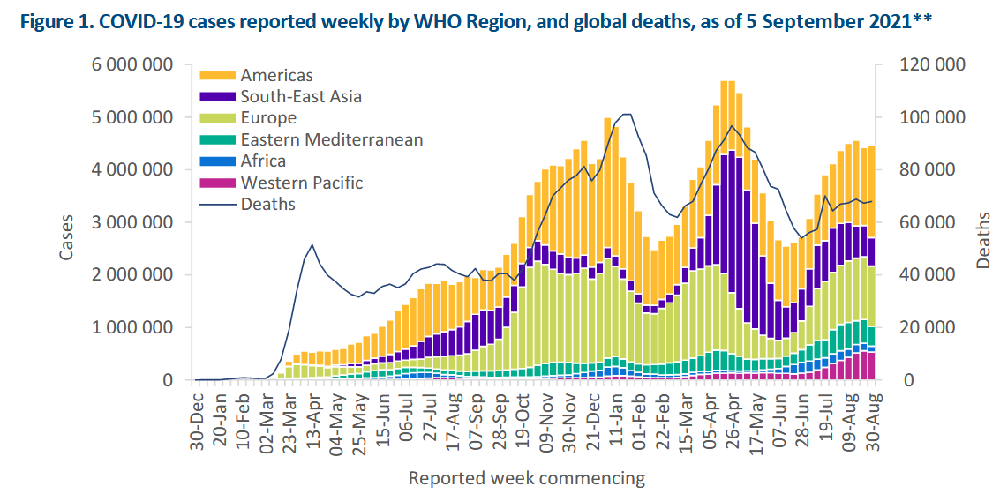 Figure 1. COVID-19 cases reported weekly by WHO Region, and global deaths, as of 5 September 2021**
6 000 000
5 000 000
4 000 000
3 000 000
2 000 000
1 000 000
0
Cases
Americas
South-East Asia
Europe
Eastern Mediterranean
Africa
Western Pacific
Deaths
120 000
100 000
80 000
60 000
40 000
20 000
0
Deaths
30-Dec
20-Jan
10-Feb
02-Mar
23-Mar
13-Apr
04-May
25-May
15-Jun
06-Jul
27-Jul
17-Aug
07-Sep
28-Sep
19-Oct
09-Nov
30-Nov
21-Dec
11-Jan
01-Feb
22-Feb
15-Mar
05-Apr
26-Apr
17-May
07-Jun
28-Jun
19-Jul
09-Aug
30-Aug
Reported week commencing